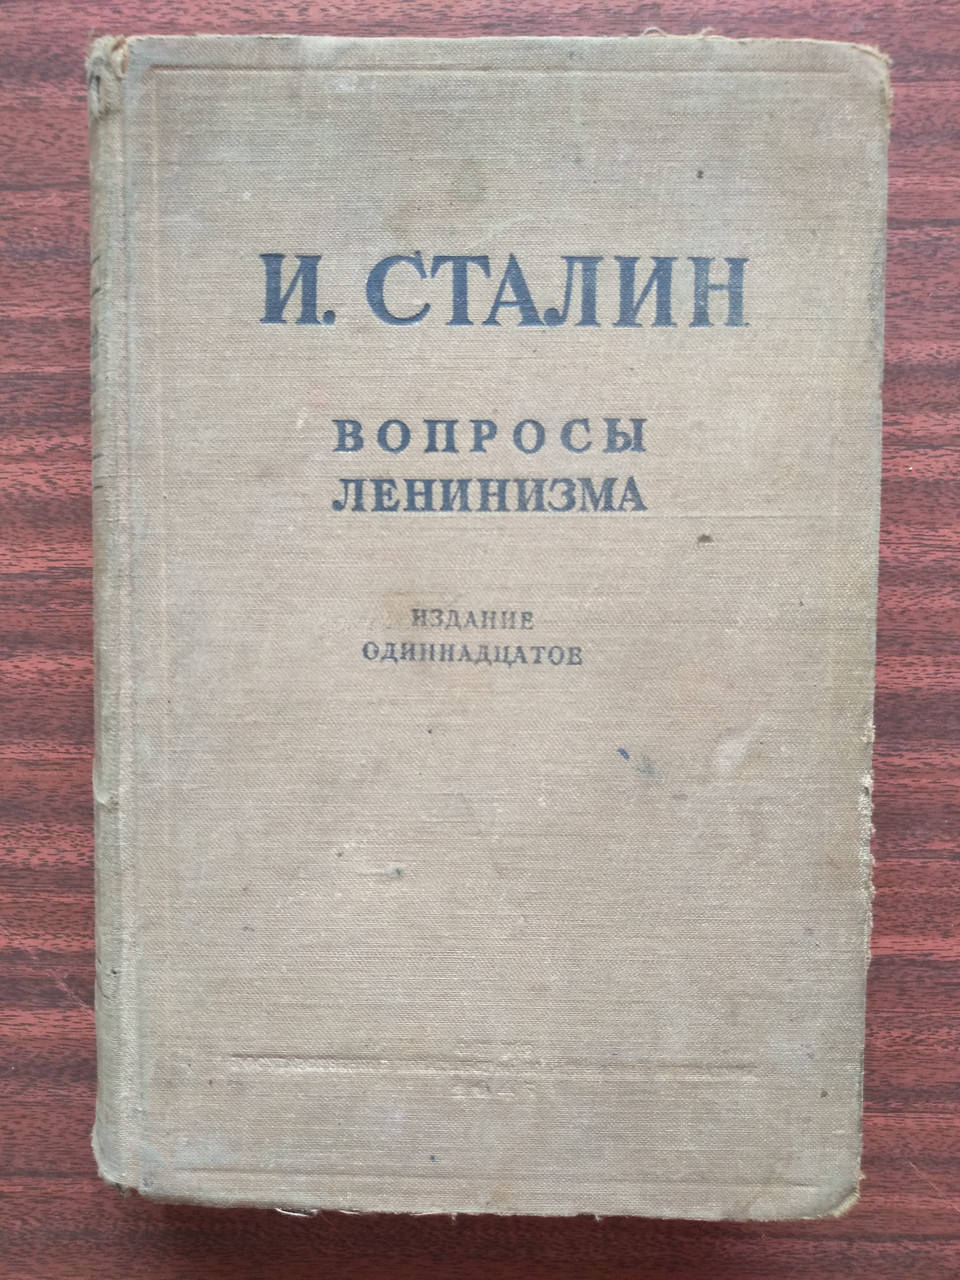 И. СТАЛИН
ВОПРОСЫ
ЛЕНИНИЗМА
ИЗДАНИЕ
ОДИННАДЦАТОЕ